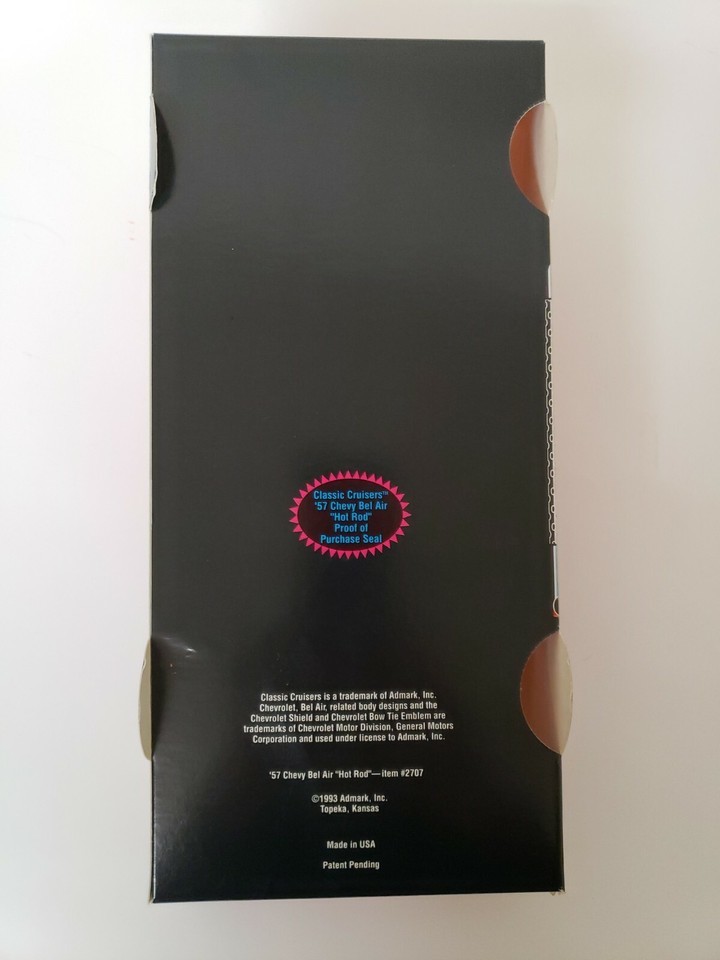 Classic Cruisers™
'57 Chevy Bel Air
"Hot Rod"
Proof of
Purchase Seal
Classic Cruisers is a trademark of Admark, Inc.
Chevrolet, Bel Air, related body designs and the
Chevrolet Shield and Chevrolet Bow Tie Emblem are
trademarks of Chevrolet Motor Division, General Motors
Corporation and used under license to Admark, Inc.
'57 Chevy Bel Air "Hot Rod"—item #2707
©1993 Admark, Inc.
Topeka, Kansas
Made in USA
Patent Pending